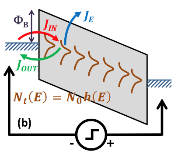 Φ_B
J_E
J_IN
J_OUT
N_t(E) = N_0h(E)
(b)
- +